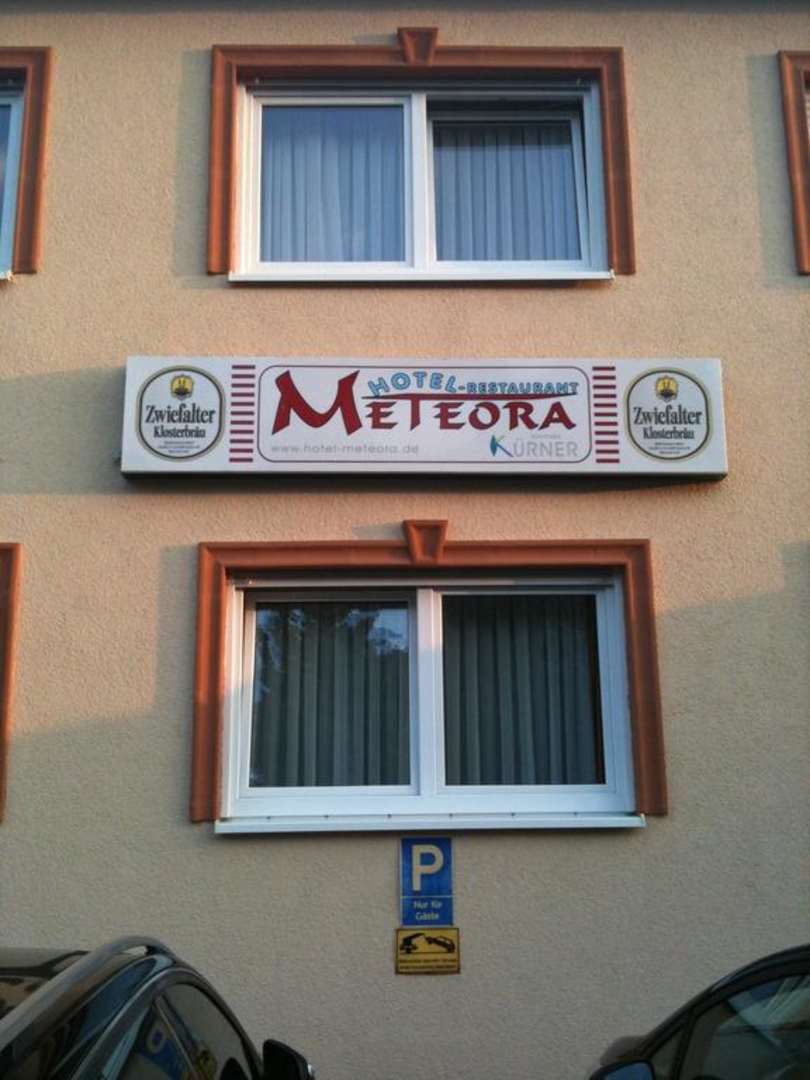 Zwiefalter
Klosterbräu
HOTEL-RESTAURANT
METEORA
www.hotel-meteora.de
KÜRNER
Zwiefalter
Klosterbräu
P
Nur für
Gäste